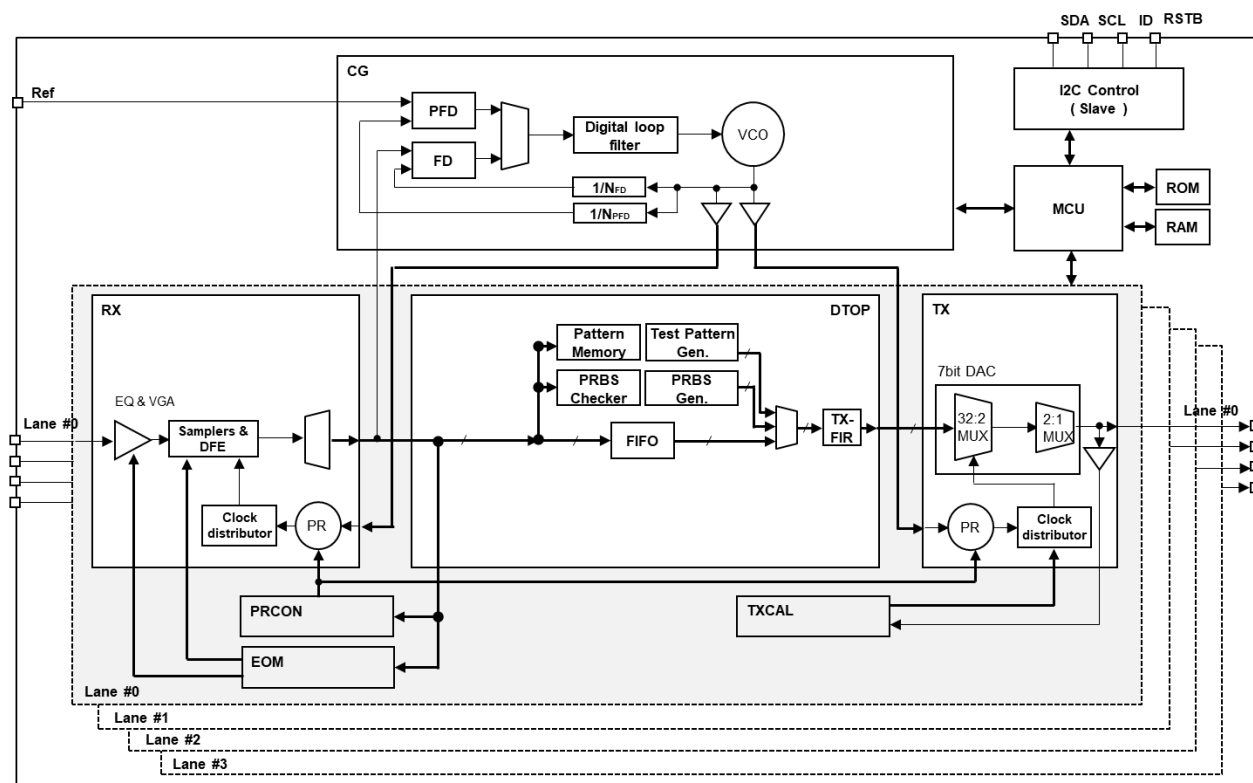 SDA SCL ID RSTB
CG
I2C Control
( Slave )
Ref
PFD
Digital loop
filter
VCO
FD
1/NFD
1/NPFD
MCU
ROM
RAM
RX
DTOP
TX
Pattern
Memory
Test Pattern
Gen.
7bit DAC
PRBS
Checker
PRBS
Gen.
EQ & VGA
Lane #0
Samplers &
DFE
FIFO
TX-
FIR
32:2
MUX
2:1
MUX
Lane #0
Clock
distributor
PR
PR
Clock
distributor
PRCON
TXCAL
EOM
Lane #0
Lane #1
Lane #2
Lane #3